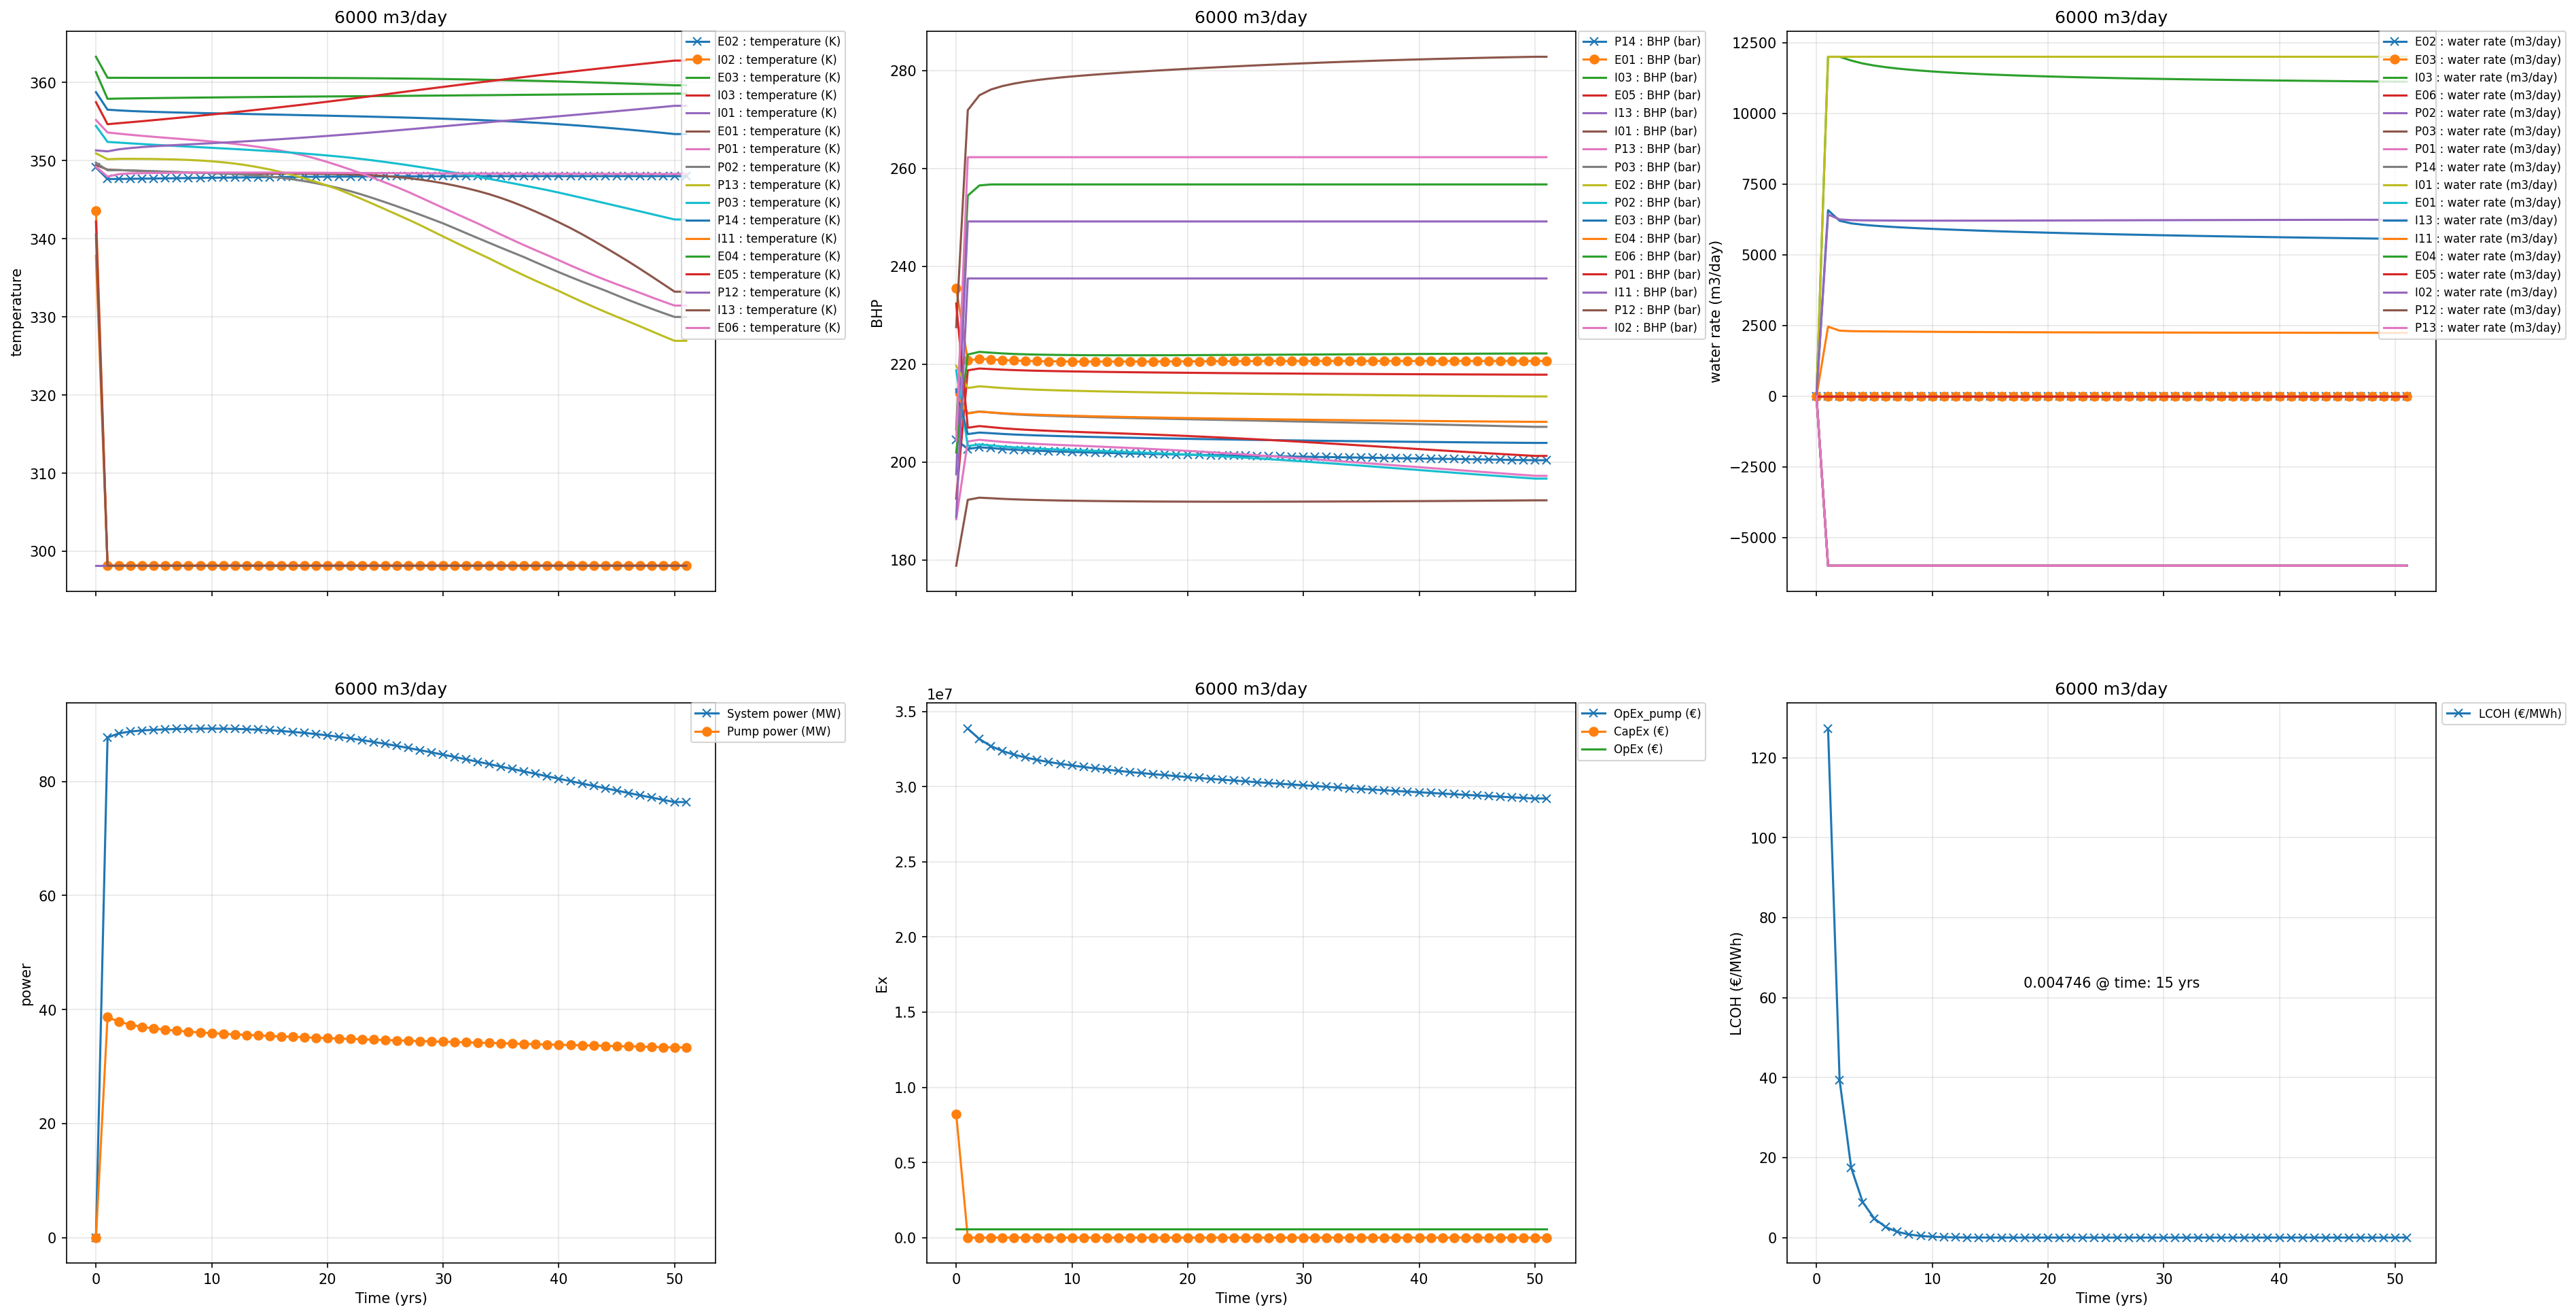 6000 m3/day
temperature
360
350
340
330
320
310
300
E02 : temperature (K)
I02 : temperature (K)
E03 : temperature (K)
I03 : temperature (K)
I01 : temperature (K)
E01 : temperature (K)
P01 : temperature (K)
P02 : temperature (K)
P13 : temperature (K)
P03 : temperature (K)
P14 : temperature (K)
I11 : temperature (K)
E04 : temperature (K)
E05 : temperature (K)
P12 : temperature (K)
I13 : temperature (K)
E06 : temperature (K)
6000 m3/day
BHP
280
260
240
220
200
180
P14 : BHP (bar)
E01 : BHP (bar)
I03 : BHP (bar)
E05 : BHP (bar)
I13 : BHP (bar)
I01 : BHP (bar)
P13 : BHP (bar)
P03 : BHP (bar)
E02 : BHP (bar)
P02 : BHP (bar)
E03 : BHP (bar)
E04 : BHP (bar)
E06 : BHP (bar)
P01 : BHP (bar)
I11 : BHP (bar)
P12 : BHP (bar)
I02 : BHP (bar)
6000 m3/day
water rate (m3/day)
12500
10000
7500
5000
2500
0
−2500
−5000
E02 : water rate (m3/day)
E03 : water rate (m3/day)
I03 : water rate (m3/day)
E06 : water rate (m3/day)
P02 : water rate (m3/day)
P03 : water rate (m3/day)
P01 : water rate (m3/day)
P14 : water rate (m3/day)
I01 : water rate (m3/day)
E01 : water rate (m3/day)
I13 : water rate (m3/day)
I11 : water rate (m3/day)
E04 : water rate (m3/day)
E05 : water rate (m3/day)
I02 : water rate (m3/day)
P12 : water rate (m3/day)
P13 : water rate (m3/day)
6000 m3/day
power
80
60
40
20
0
System power (MW)
Pump power (MW)
0 10 20 30 40 50
Time (yrs)
6000 m3/day
1e7
Ex
3.5
3.0
2.5
2.0
1.5
1.0
0.5
0.0
OpEx_pump (€)
CapEx (€)
OpEx (€)
0 10 20 30 40 50
Time (yrs)
6000 m3/day
LCOH (€/MWh)
120
100
80
60
40
20
0
LCOH (€/MWh)
0.004746 @ time: 15 yrs
0 10 20 30 40 50
Time (yrs)